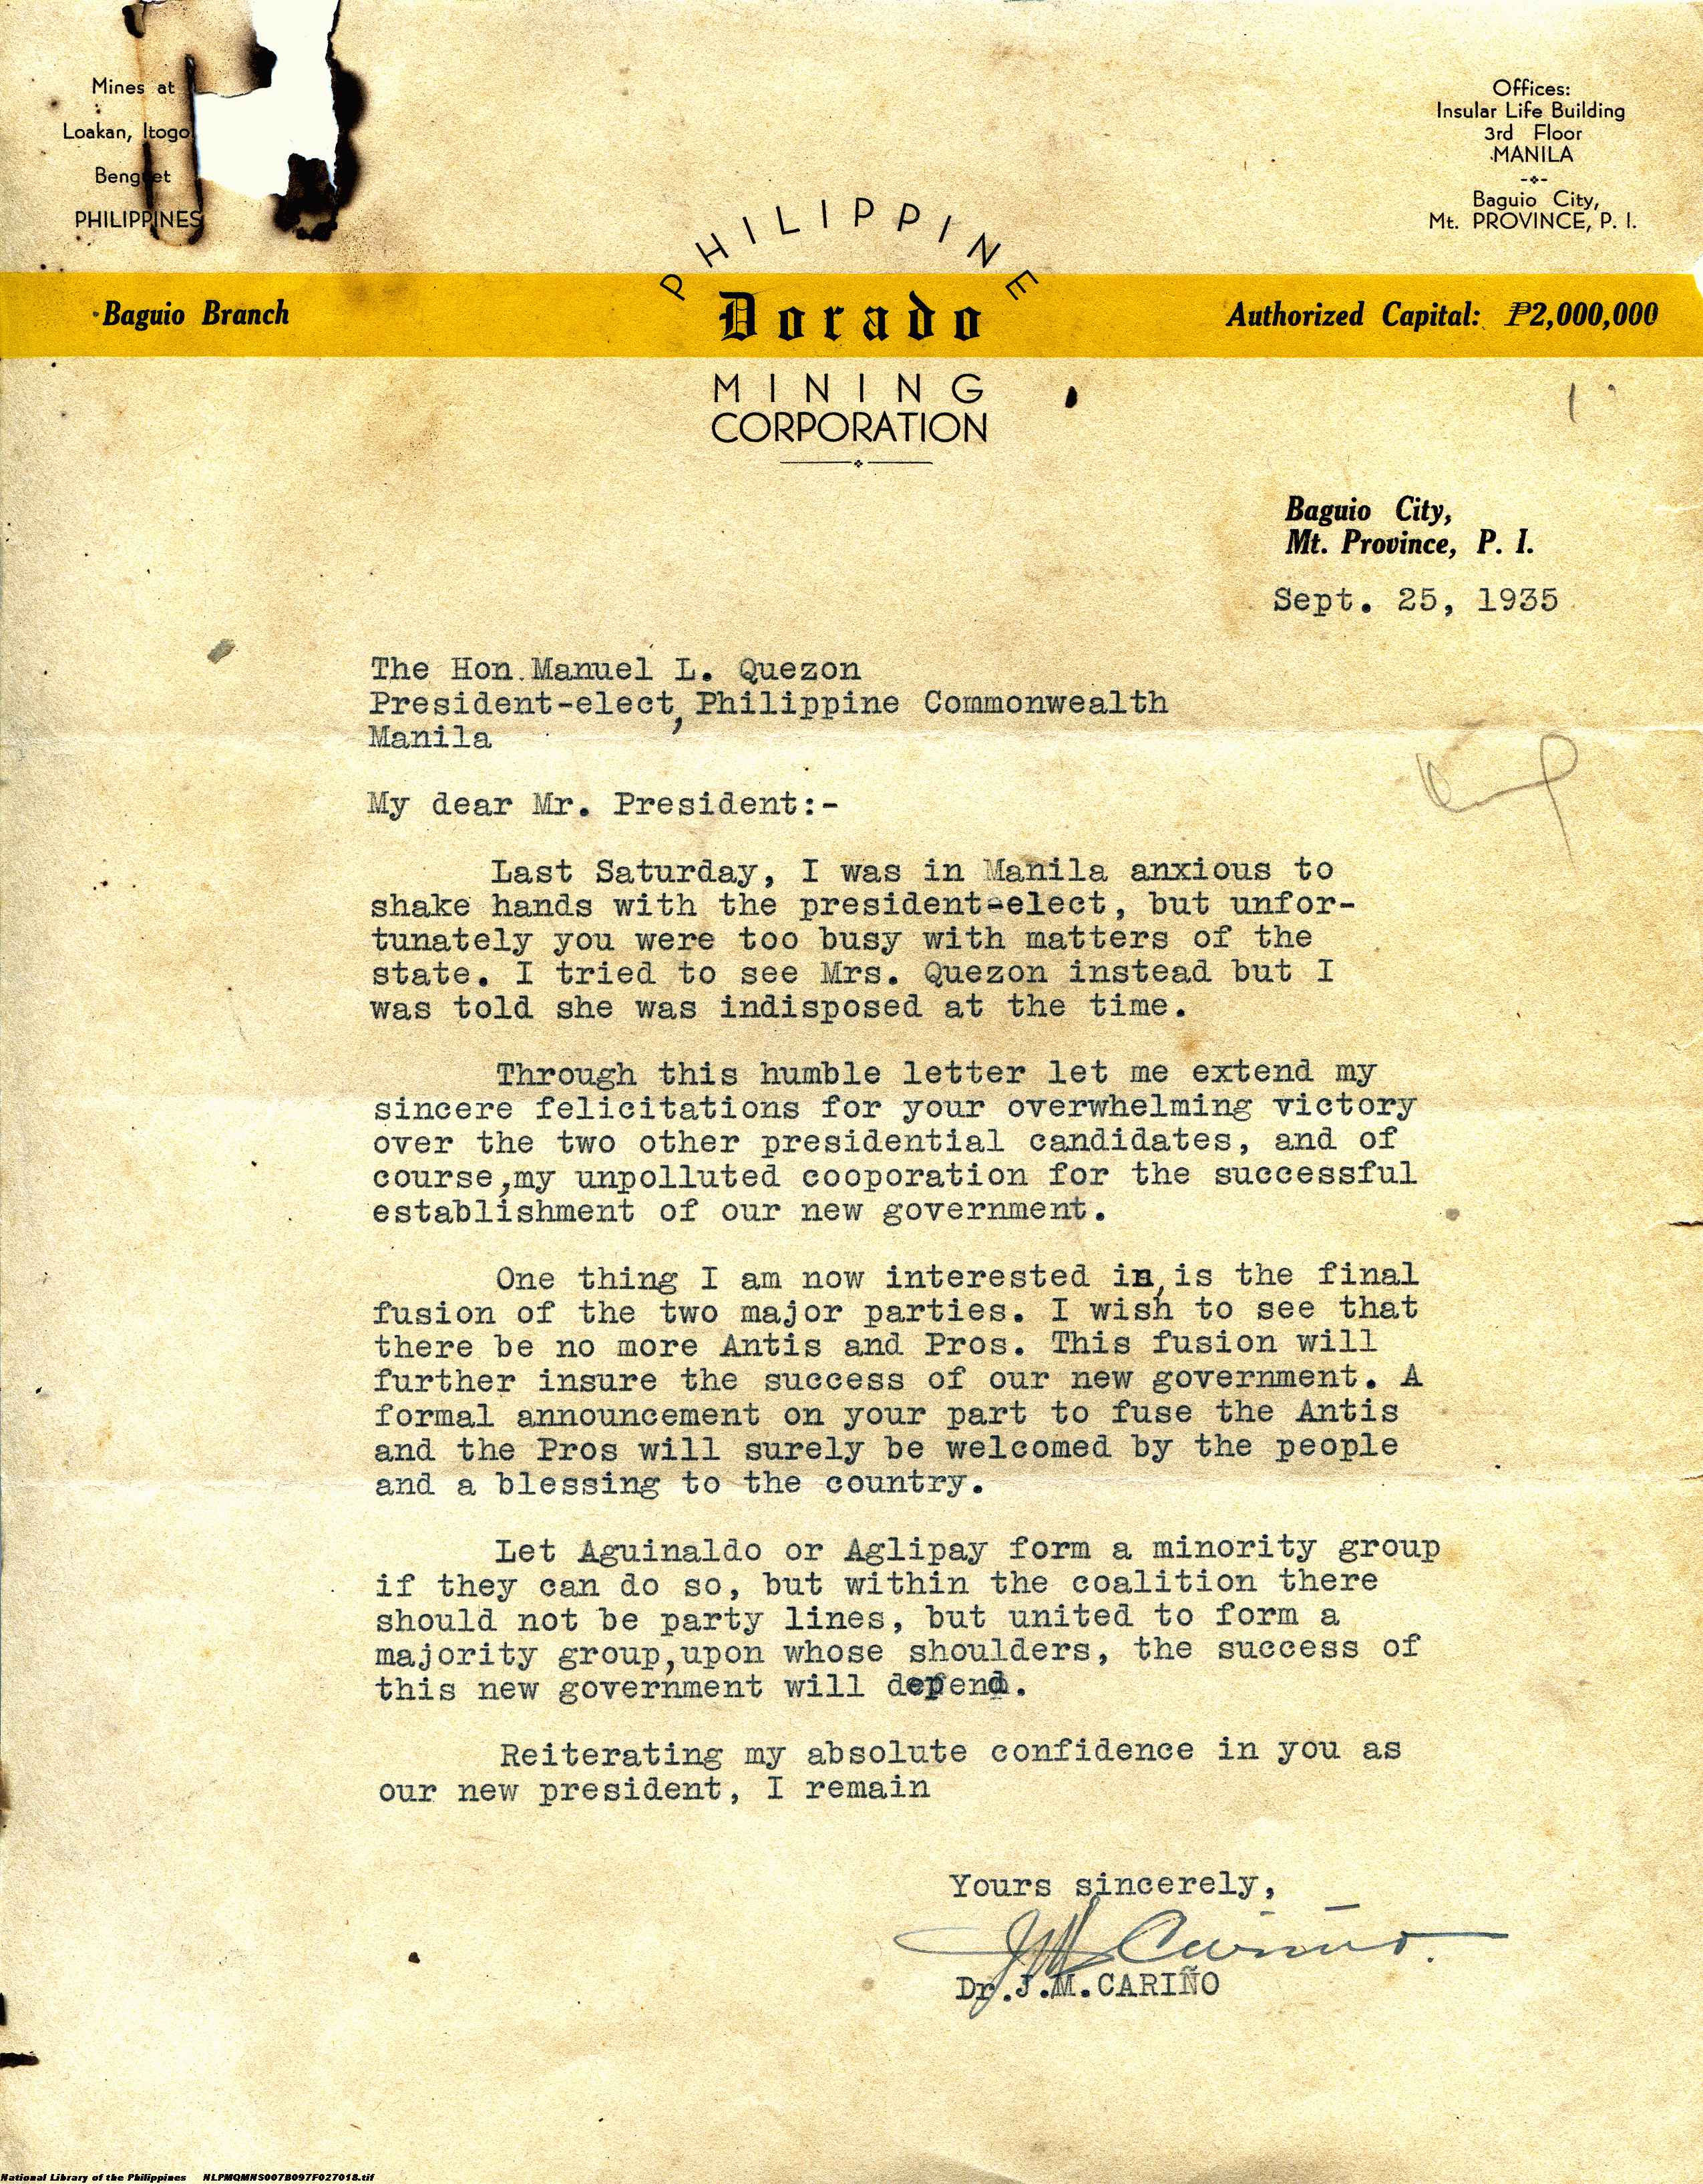 Mines at
Loakan, Itogo
Benguet
PHILIPPINES
Offices:
Insular Life Building
3rd Floor
MANILA
Baguio City,
Mt. PROVINCE, P. I.
PHILIPPINE
Baguio Branch
Dorado
Authorized Capital: ₱2,000,000
MINING
CORPORATION
Baguio City,
Mt. Province, P. I.
Sept. 25, 1935
The Hon.Manuel L. Quezon
President-elect, Philippine Commonwealth
Manila
My dear Mr. President:-
Last Saturday, I was in Manila anxious to
shake hands with the president-elect, but unfor-
tunately you were too busy with matters of the
state. I tried to see Mrs. Quezon instead but I
was told she was indisposed at the time.
Through this humble letter let me extend my
sincere felicitations for your overwhelming victory
over the two other presidential candidates, and of
course,my unpolluted cooporation for the successful
establishment of our new government.
One thing I am now interested in,is the final
fusion of the two major parties. I wish to see that
there be no more Antis and Pros. This fusion will
further insure the success of our new government. A
formal announcement on your part to fuse the Antis
and the Pros will surely be welcomed by the people
and a blessing to the country.
Let Aguinaldo or Aglipay form a minority group
if they can do so, but within the coalition there
should not be party lines, but united to form a
majority group,upon whose shoulders, the success of
this new government will depend.
Reiterating my absolute confidence in you as
our new president, I remain
Yours sincerely,
JM Cariño.
Dr.J.M.CARIÑO
National Library of the Philippines NLPMQMNS007B097F027018.tif